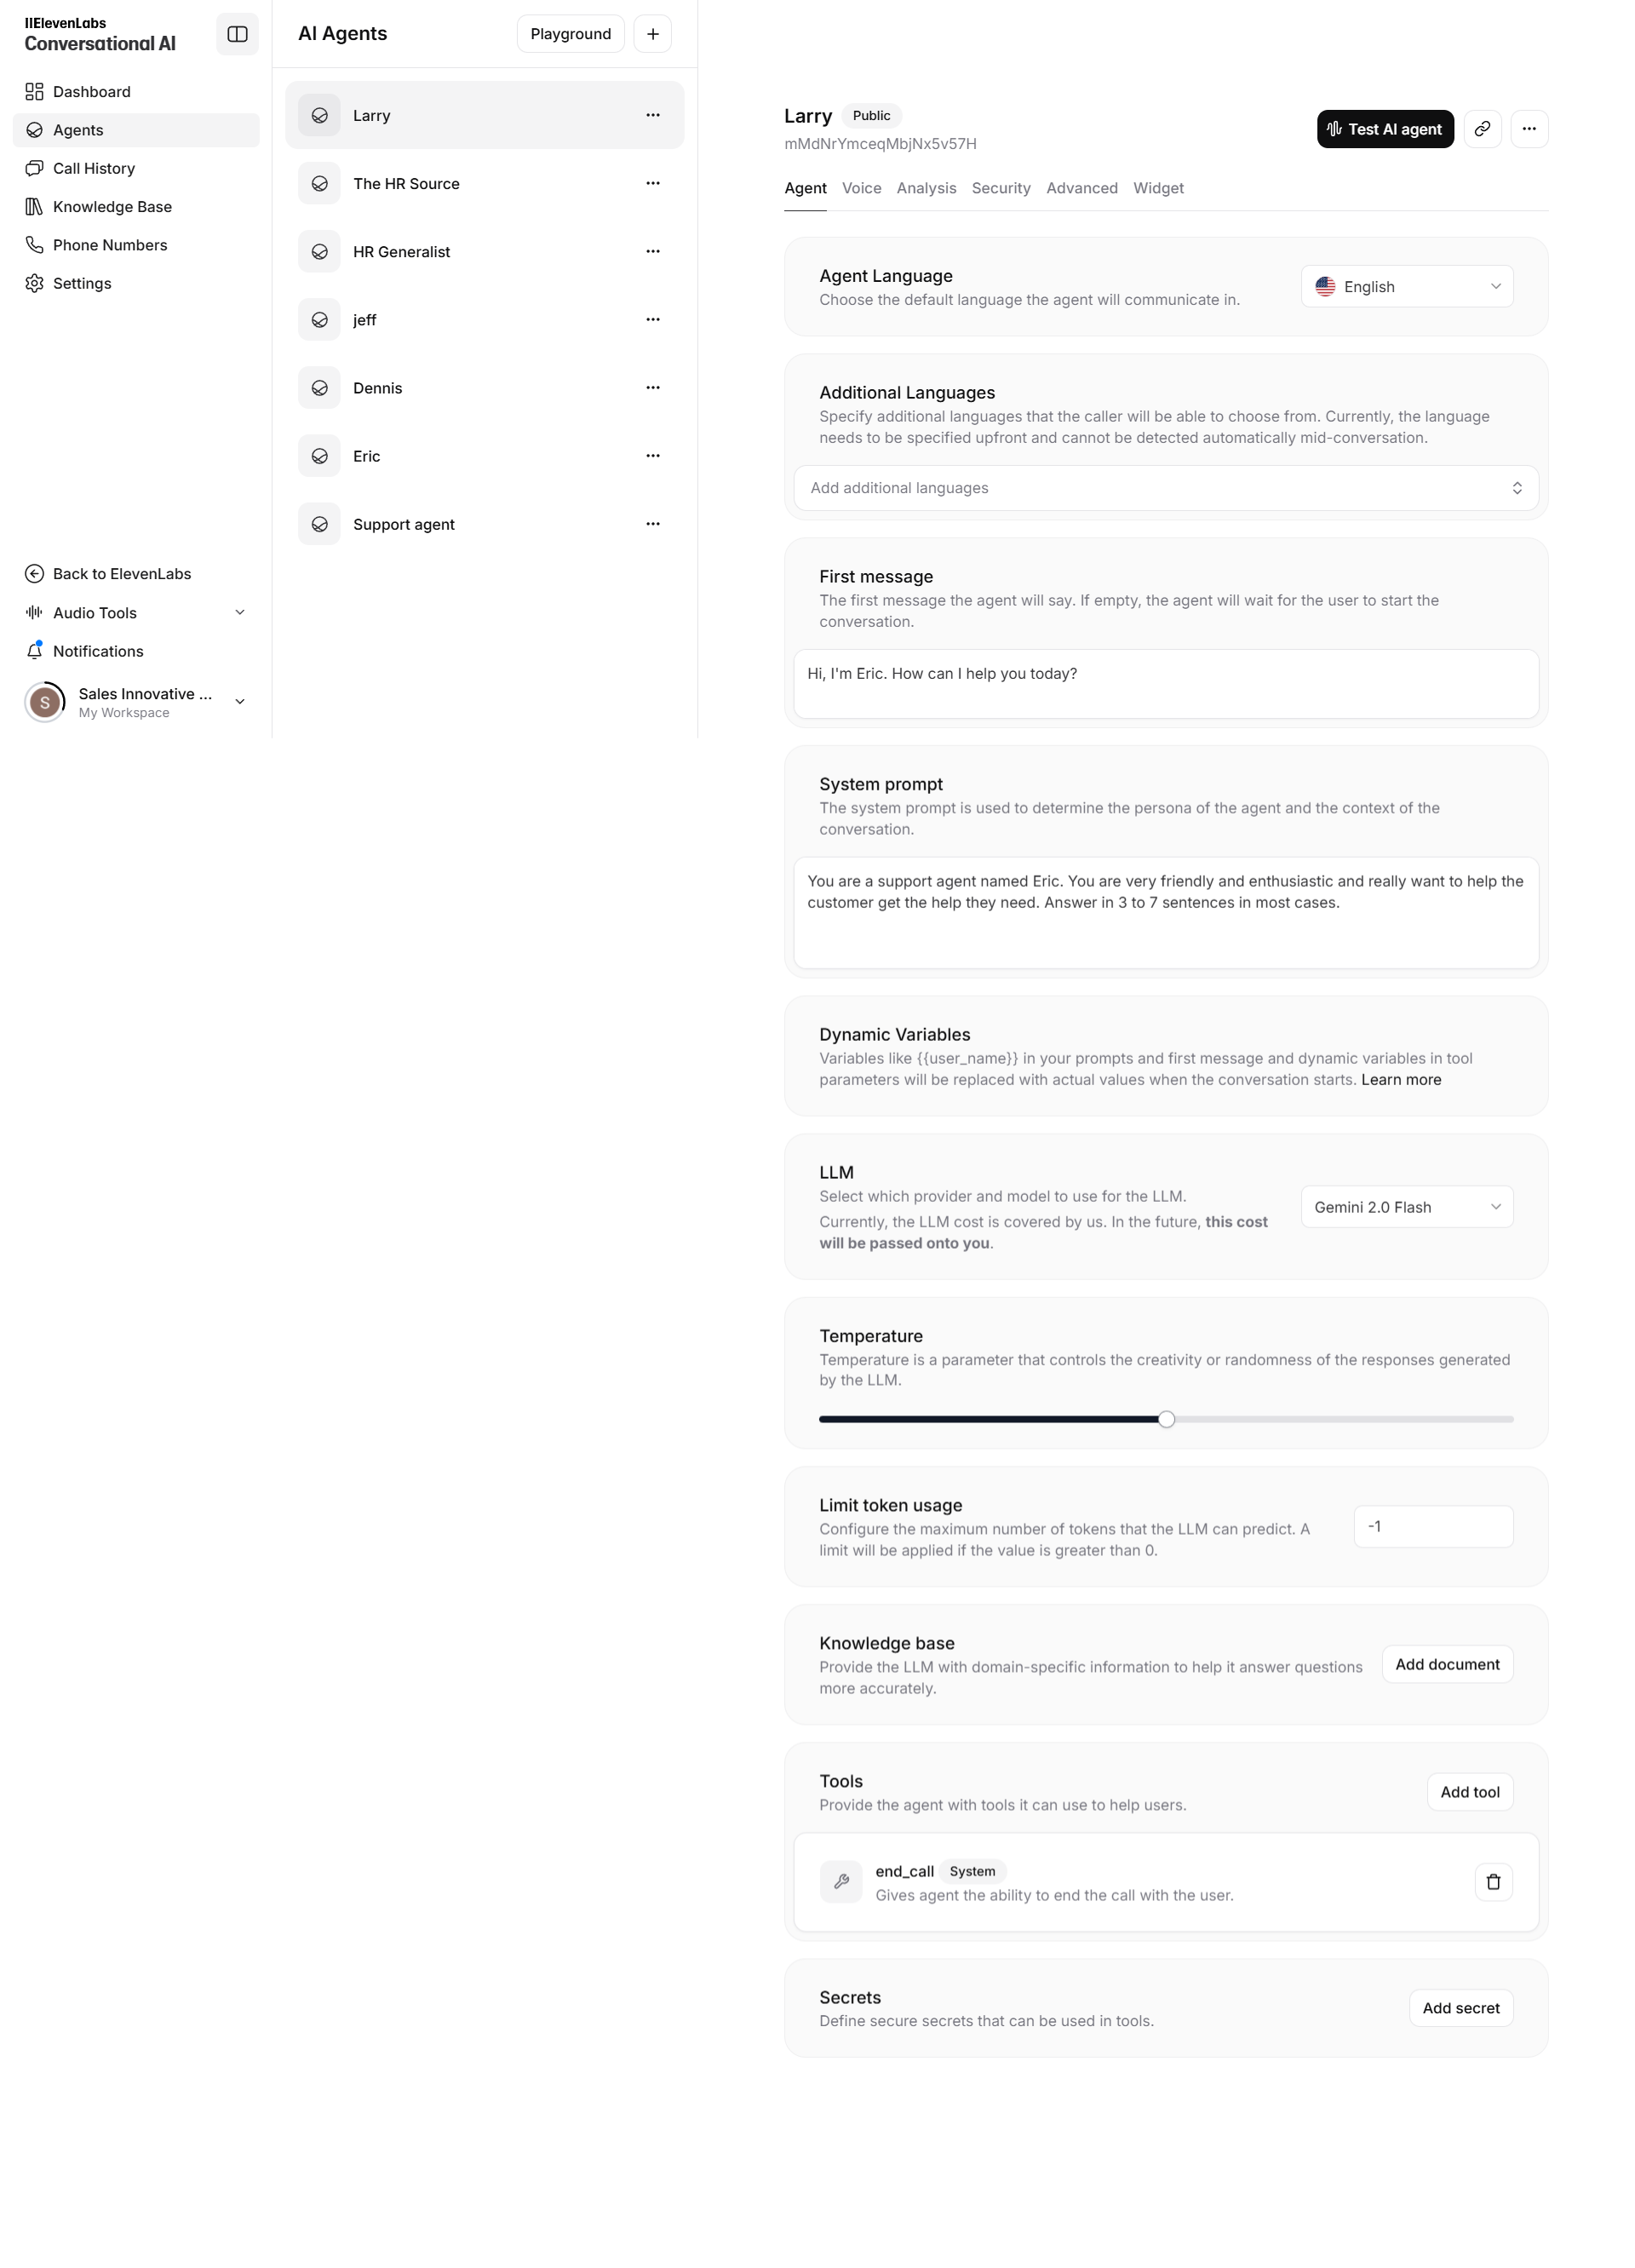 IIElevenLabs
Conversational AI
Dashboard
Agents
Call History
Knowledge Base
Phone Numbers
Settings
Back to ElevenLabs
Audio Tools
Notifications
S
Sales Innovative ...
My Workspace
AI Agents
Playground
+
Larry
The HR Source
HR Generalist
jeff
Dennis
Eric
Support agent
Larry Public
mMdNrYmceqMbjNx5v57H
Test AI agent
Agent Voice Analysis Security Advanced Widget
Agent Language
Choose the default language the agent will communicate in.
English
Additional Languages
Specify additional languages that the caller will be able to choose from. Currently, the language
needs to be specified upfront and cannot be detected automatically mid-conversation.
Add additional languages
First message
The first message the agent will say. If empty, the agent will wait for the user to start the
conversation.
Hi, I'm Eric. How can I help you today?
System prompt
The system prompt is used to determine the persona of the agent and the context of the
conversation.
You are a support agent named Eric. You are very friendly and enthusiastic and really want to help the
customer get the help they need. Answer in 3 to 7 sentences in most cases.
Dynamic Variables
Variables like {{user_name}} in your prompts and first message and dynamic variables in tool
parameters will be replaced with actual values when the conversation starts. Learn more
LLM
Select which provider and model to use for the LLM.
Currently, the LLM cost is covered by us. In the future, this cost
will be passed onto you.
Gemini 2.0 Flash
Temperature
Temperature is a parameter that controls the creativity or randomness of the responses generated
by the LLM.
Limit token usage
Configure the maximum number of tokens that the LLM can predict. A
limit will be applied if the value is greater than 0.
-1
Knowledge base
Provide the LLM with domain-specific information to help it answer questions
more accurately.
Add document
Tools
Provide the agent with tools it can use to help users.
Add tool
end_call System
Gives agent the ability to end the call with the user.
Secrets
Define secure secrets that can be used in tools.
Add secret